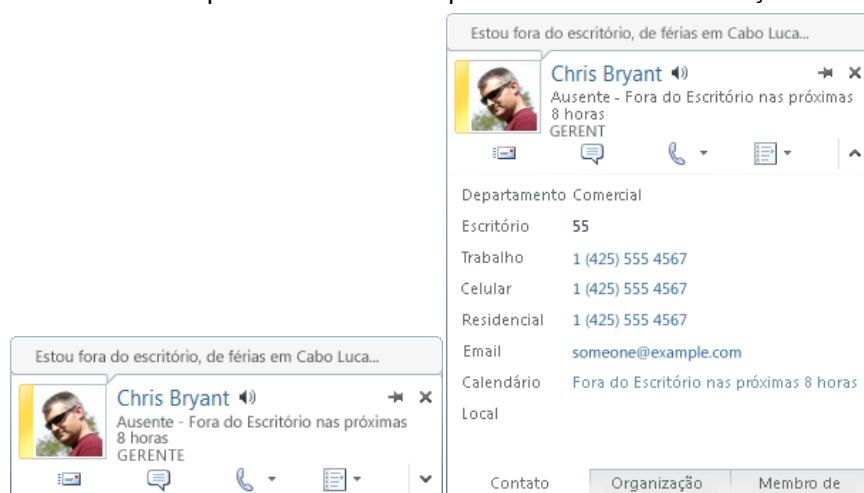 Estou fora do escritório, de férias em Cabo Luca...
Chris Bryant
Ausente - Fora do Escritório nas próximas
8 horas
GERENTE
Estou fora do escritório, de férias em Cabo Luca...
Chris Bryant
Ausente - Fora do Escritório nas próximas
8 horas
GERENT
Departamento Comercial
Escritório 55
Trabalho 1 (425) 555 4567
Celular 1 (425) 555 4567
Residencial 1 (425) 555 4567
Email someone@example.com
Calendário Fora do Escritório nas próximas 8 horas
Local
Contato Organização Membro de